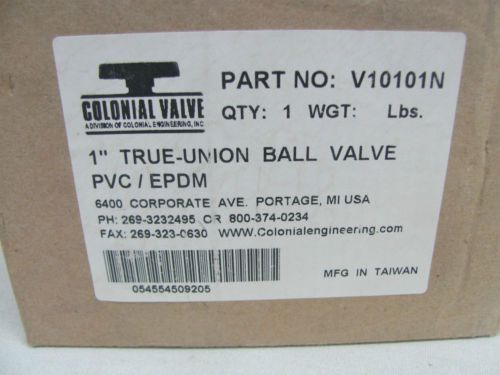 COLONIAL VALVE
A DIVISION OF COLONIAL ENGINEERING, INC
PART NO: V10101N
QTY: 1 WGT: Lbs.
1" TRUE-UNION BALL VALVE
PVC / EPDM
6400 CORPORATE AVE. PORTAGE, MI USA
PH: 269-3232495 OR 800-374-0234
FAX: 269-323-0630 www.Colonialengineering.com
054554509205
MFG IN TAIWAN